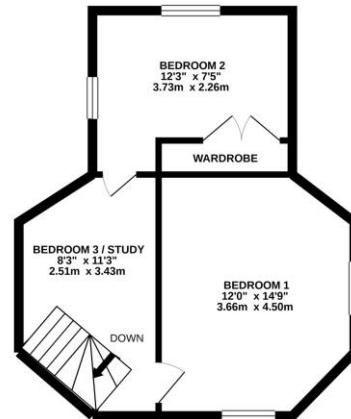 BEDROOM 2
12'3" x 7'5"
3.73m x 2.26m
WARDROBE
BEDROOM 3 / STUDY
8'3" x 11'3"
2.51m x 3.43m
BEDROOM 1
12'0" x 14'9"
3.66m x 4.50m
DOWN